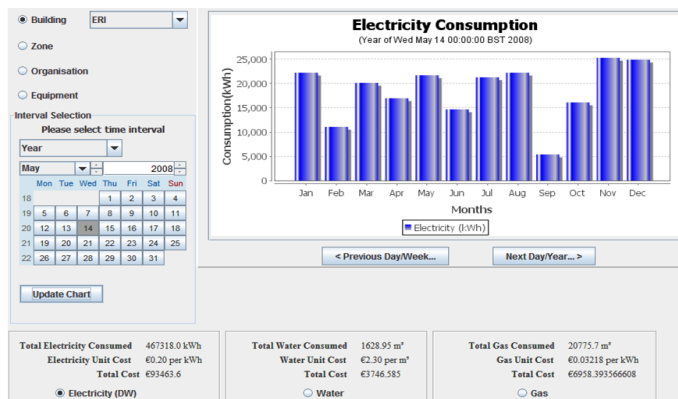 Building ERI
Zone
Organisation
Equipment
Interval Selection
Please select time interval
Year
May 2008
Mon Tue Wed Thu Fri Sat Sun
18 1 2 3 4
19 5 6 7 8 9 10 11
20 12 13 14 15 16 17 18
21 19 20 21 22 23 24 25
22 26 27 28 29 30 31
Update Chart
Electricity Consumption
(Year of Wed May 14 00:00:00 BST 2008)
Consumption(kWh)
25,000
20,000
15,000
10,000
5,000
0
Jan Feb Mar Apr May Jun Jul Aug Sep Oct Nov Dec
Months
Electricity (kWh)
< Previous Day/Week...
Next Day/Year... >
Total Electricity Consumed 467318.0 kWh
Electricity Unit Cost €0.20 per kWh
Total Cost €93463.6
Electricity (DW)
Total Water Consumed 1628.95 m³
Water Unit Cost €2.30 per m³
Total Cost €3746.585
Water
Total Gas Consumed 20775.7 m³
Gas Unit Cost €0.03218 per kWh
Total Cost €6958.393566608
Gas